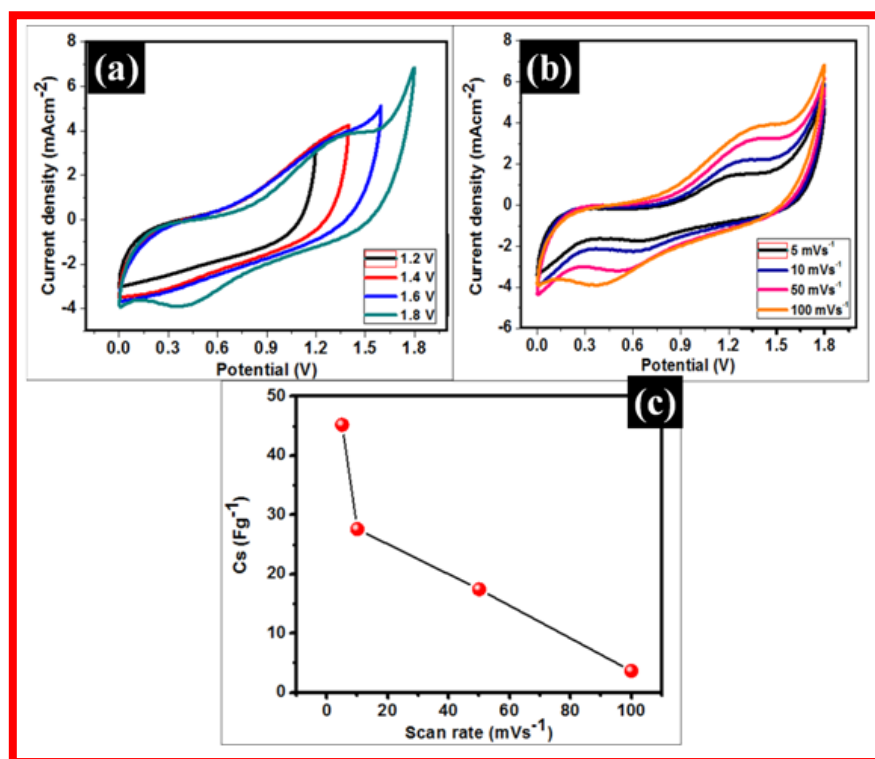 (a)
8
6
4
2
0
-2
-4
Current density (mAcm⁻²)
0.0 0.3 0.6 0.9 1.2 1.5 1.8
Potential (V)
1.2 V
1.4 V
1.6 V
1.8 V
(b)
8
6
4
2
0
-2
-4
-6
Current density (mAcm⁻²)
0.0 0.3 0.6 0.9 1.2 1.5 1.8
Potential (V)
5 mVs⁻¹
10 mVs⁻¹
50 mVs⁻¹
100 mVs⁻¹
(c)
50
40
30
20
10
0
Cs (Fg⁻¹)
0 20 40 60 80 100
Scan rate (mVs⁻¹)